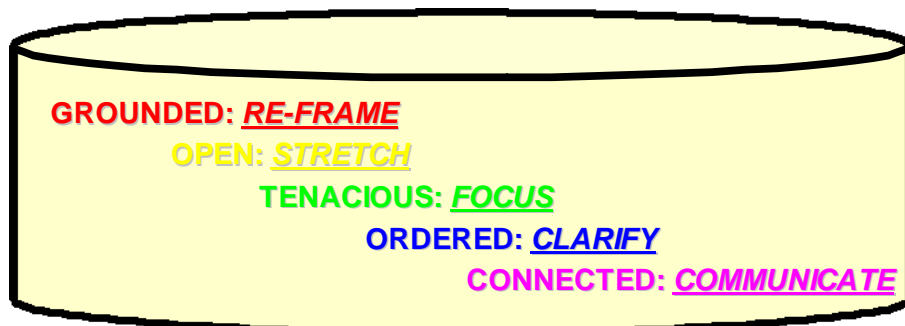 GROUNDED: RE-FRAME
OPEN: STRETCH
TENACIOUS: FOCUS
ORDERED: CLARIFY
CONNECTED: COMMUNICATE